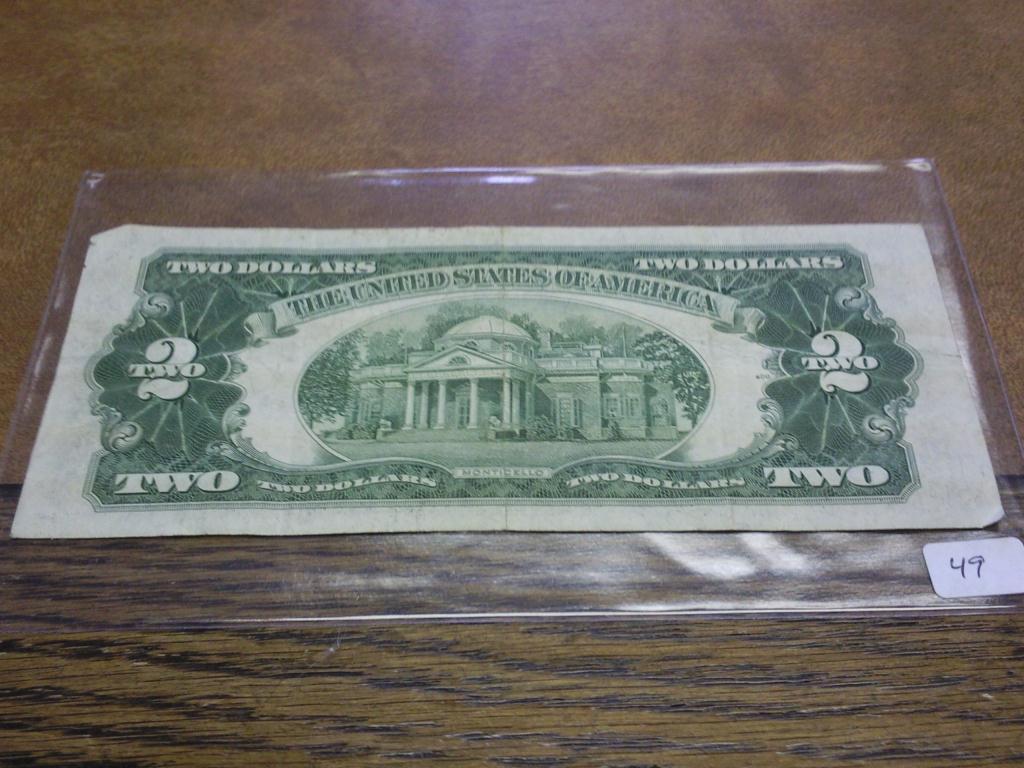 TWO DOLLARS
TWO DOLLARS
THE UNITED STATES OF AMERICA
2
TWO
2
TWO
MONTICELLO
TWO
TWO DOLLARS
TWO DOLLARS
TWO
49